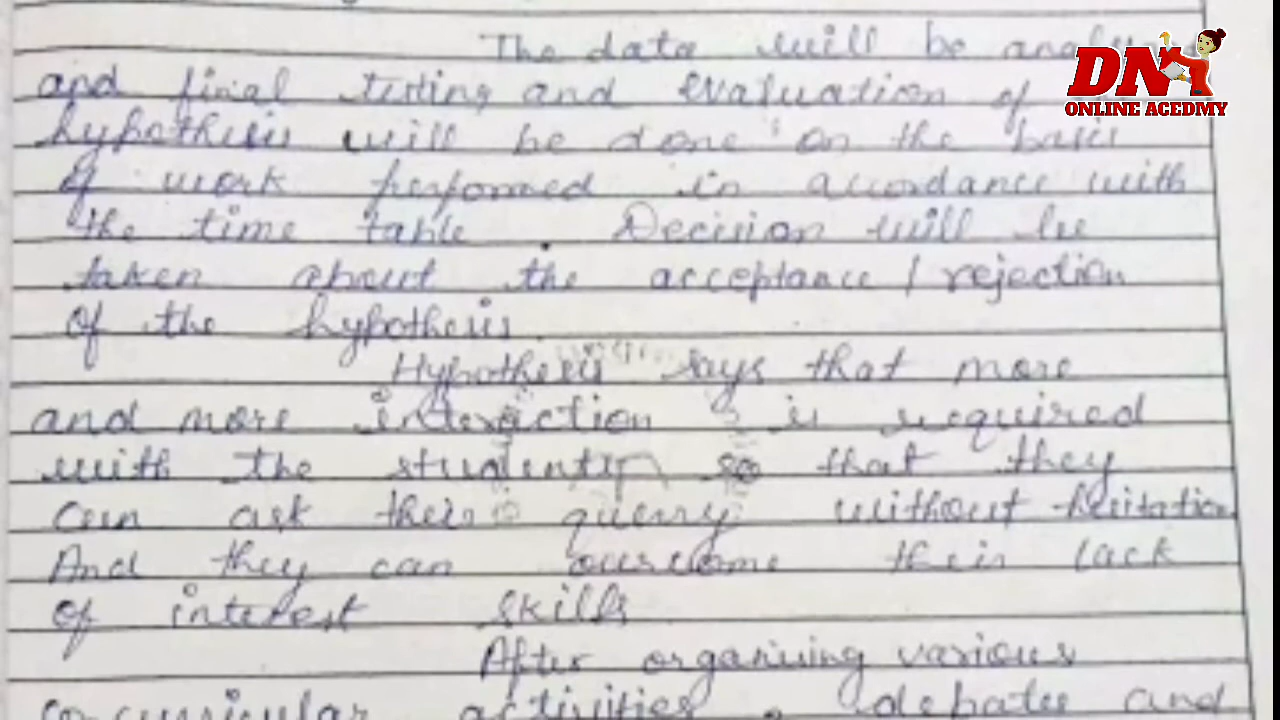 The data will be
and final testing and evaluation of
hypothesis will be done on the basis
of work performed in accordance with
the time table. Decision will be
taken about the acceptance / rejection
of the hypothesis.
Hypothesis says that more
and more interaction is required
with the students so that they
can ask their query without hesitation
And they can overcome their lack
of interest skills
After organising various
co-curricular activities, debates and
DN
ONLINE ACEDMY